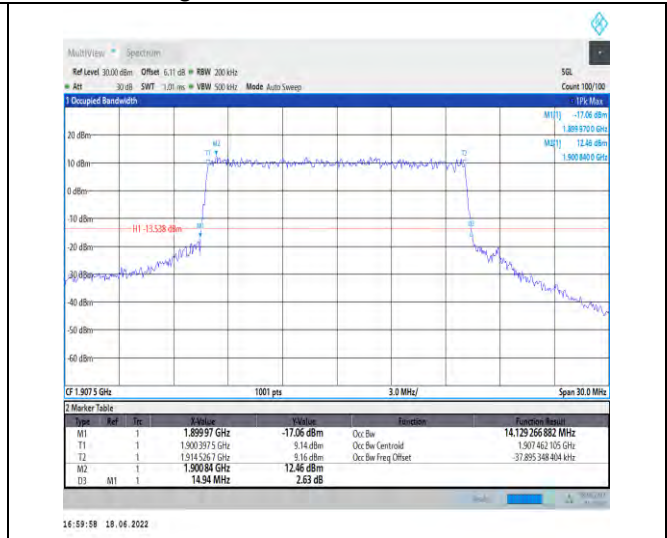 MultiView Spectrum
Ref Level 30.00 dBm Offset 6.11 dB RBW 200 kHz SGL
Att 30 dB SWT 1.01 ms VBW 500 kHz Mode Auto Sweep Count 100/100
1 Occupied Bandwidth 1Pk Max
M1[1] -17.06 dBm
1.899 970 0 GHz
20 dBm M2[1] 12.46 dBm
1.900 840 0 GHz
M2
T1 T2
10 dBm
0 dBm
-10 dBm
H1 -13.538 dBm
-20 dBm
-30 dBm
-40 dBm
-50 dBm
-60 dBm
CF 1.907 5 GHz 1001 pts 3.0 MHz/ Span 30.0 MHz
2 Marker Table
Type Ref Trc X-Value Y-Value Function Function Result
M1 1 1.899 97 GHz -17.06 dBm Occ Bw 14.129 266 882 MHz
T1 1 1.900 397 5 GHz 9.14 dBm Occ Bw Centroid 1.907 462 105 GHz
T2 1 1.914 526 7 GHz 9.16 dBm Occ Bw Freq Offset -37.895 348 404 kHz
M2 1 1.900 84 GHz 12.46 dBm
D3 M1 1 14.94 MHz 2.63 dB
16:59:58 18.06.2022